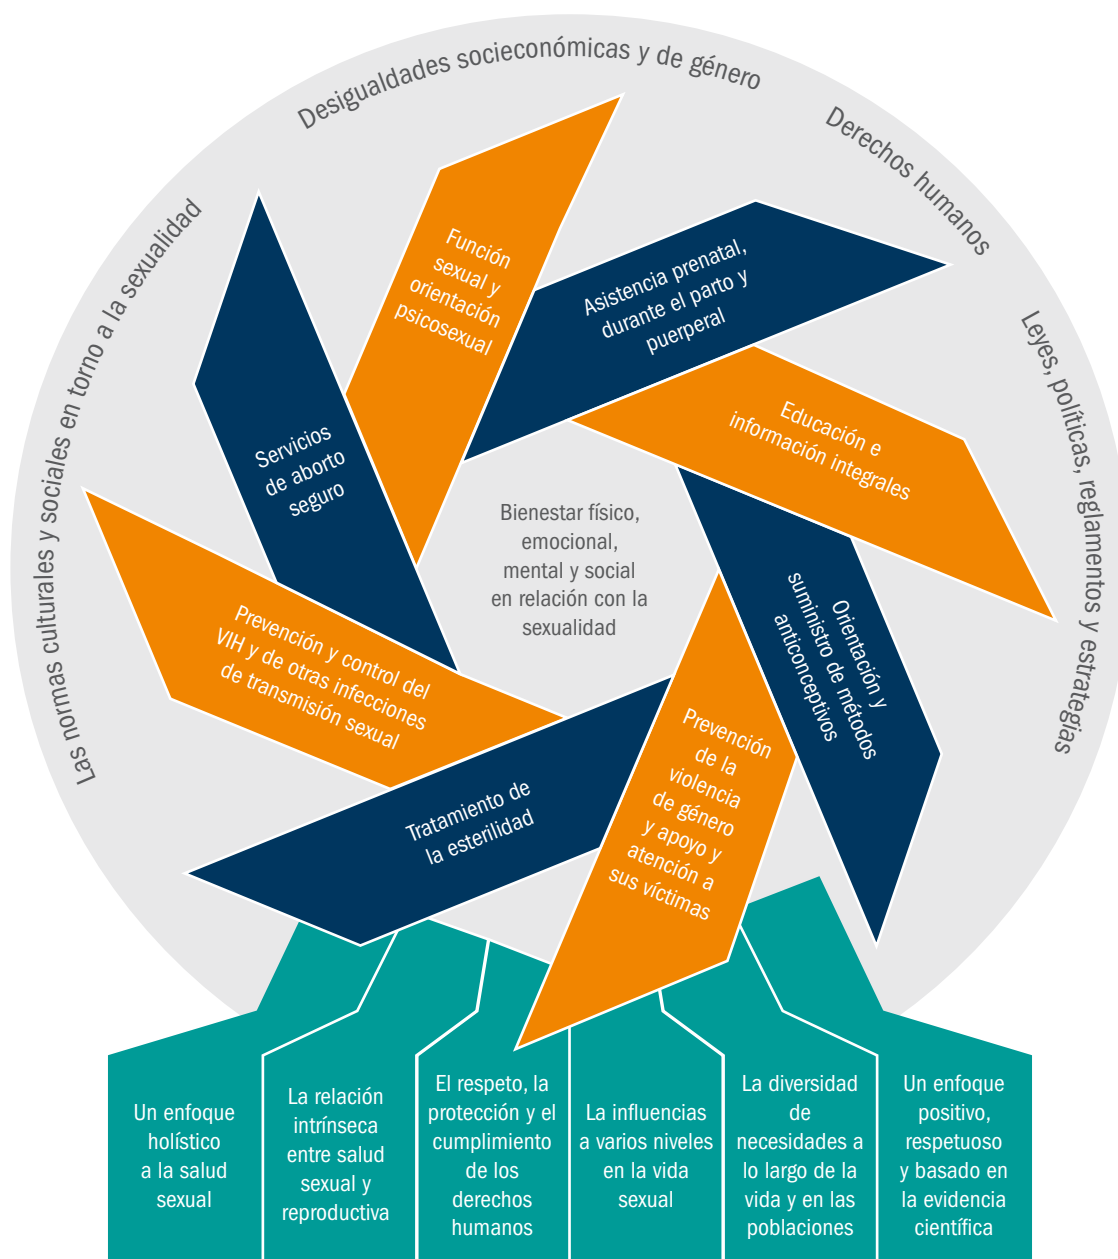 Desigualdades socieconómicas y de género
Derechos humanos
Leyes, políticas, reglamentos y estrategias
Las normas culturales y sociales en torno a la sexualidad
Función
sexual y
orientación
psicosexual
Asistencia prenatal,
durante el parto y
puerperal
Educación e
información integrales
Orientación y
suministro de métodos
anticonceptivos
Prevención
de la
violencia
de género
y apoyo y
atención a
sus víctimas
Tratamiento de
la esterilidad
Prevención y control del
VIH y de otras infecciones
de transmisión sexual
Servicios
de aborto
seguro
Bienestar físico,
emocional,
mental y social
en relación con la
sexualidad
Un enfoque
holístico
a la salud
sexual
La relación
intrínseca
entre salud
sexual y
reproductiva
El respeto, la
protección y el
cumplimiento
de los
derechos
humanos
La influencias
a varios niveles
en la vida
sexual
La diversidad
de
necesidades a
lo largo de la
vida y en las
poblaciones
Un enfoque
positivo,
respetuoso
y basado en
la evidencia
científica